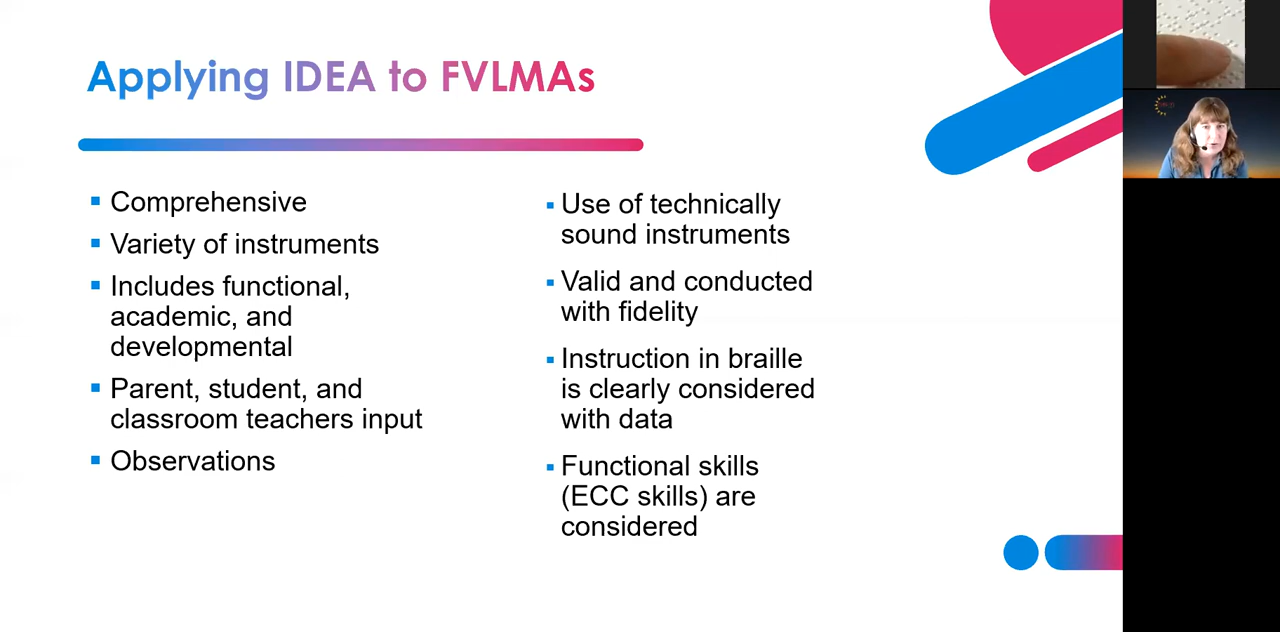 Applying IDEA to FVLMAs
Comprehensive
Variety of instruments
Includes functional,
academic, and
developmental
Parent, student, and
classroom teachers input
Observations
Use of technically
sound instruments
Valid and conducted
with fidelity
Instruction in braille
is clearly considered
with data
Functional skills
(ECC skills) are
considered